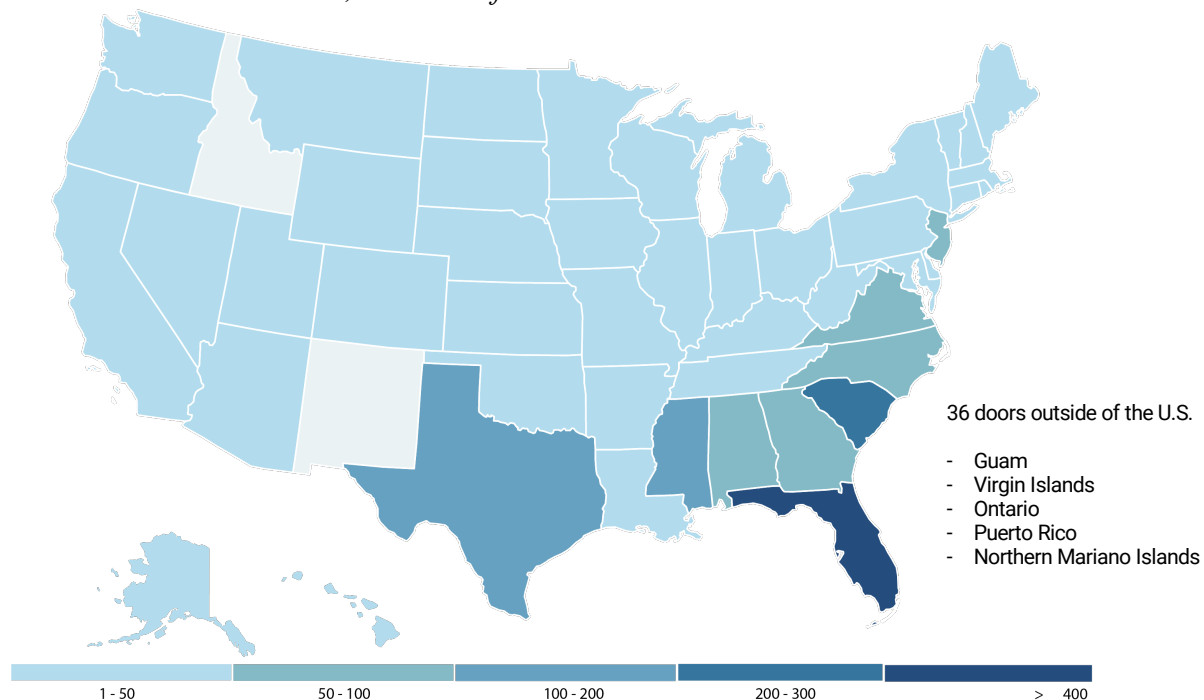 36 doors outside of the U.S.
- Guam
- Virgin Islands
- Ontario
- Puerto Rico
- Northern Mariano Islands
1 - 50
50 - 100
100 - 200
200 - 300
> 400